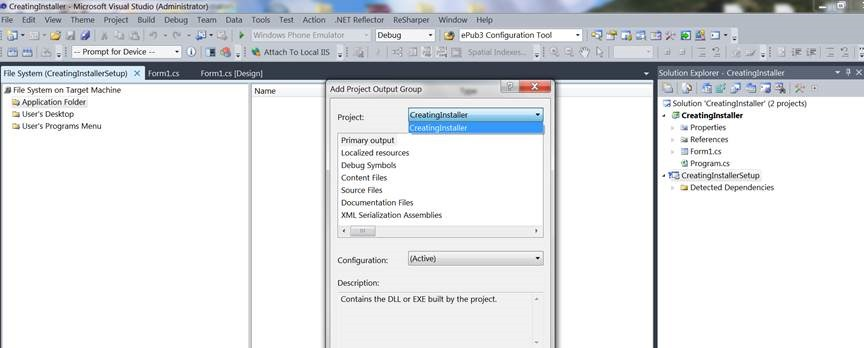 CreatingInstaller - Microsoft Visual Studio (Administrator)
File Edit View Theme Project Build Debug Team Data Tools Test Action .NET Reflector ReSharper Window Help
Windows Phone Emulator Debug ePub3 Configuration Tool
-- Prompt for Device -- Attach To Local IIS Spatial Indexes...
File System (CreatingInstallerSetup) Form1.cs Form1.cs [Design]
File System on Target Machine
Application Folder
User's Desktop
User's Programs Menu
Name Type
Add Project Output Group
Project: CreatingInstaller
CreatingInstaller
Primary output
Localized resources
Debug Symbols
Content Files
Source Files
Documentation Files
XML Serialization Assemblies
Configuration: (Active)
Description:
Contains the DLL or EXE built by the project.
Solution Explorer - CreatingInstaller
Solution 'CreatingInstaller' (2 projects)
CreatingInstaller
Properties
References
Form1.cs
Program.cs
CreatingInstallerSetup
Detected Dependencies